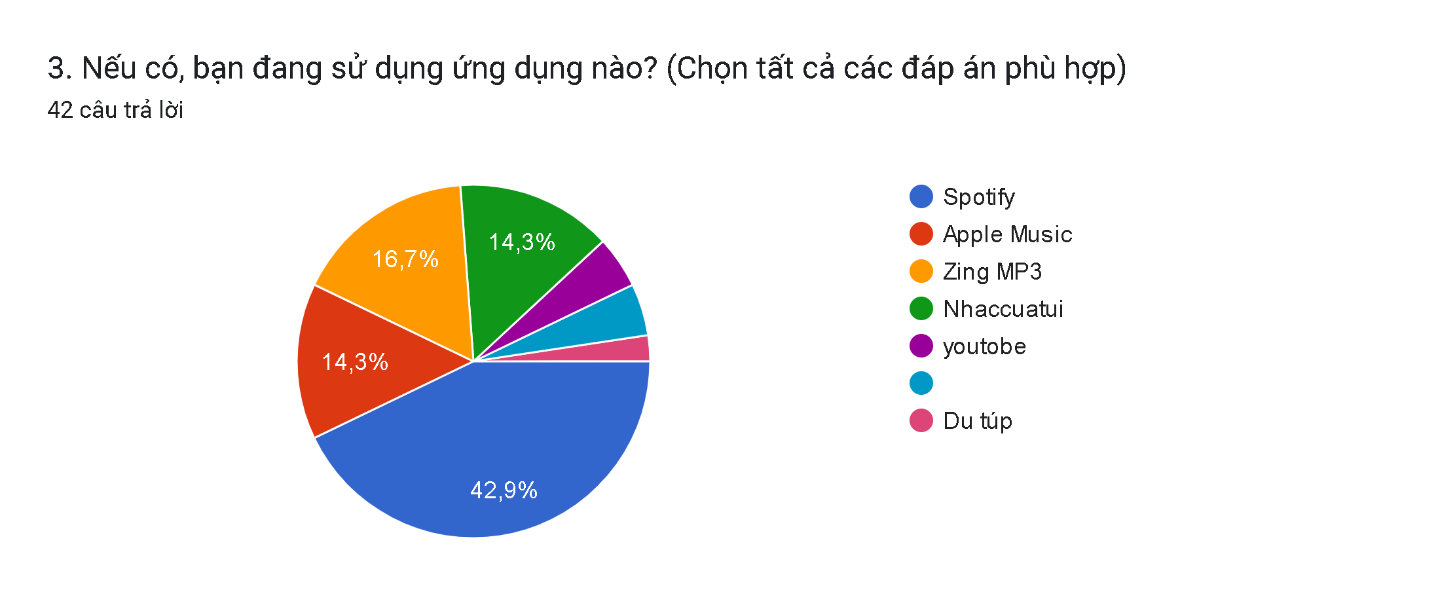 3. Nếu có, bạn đang sử dụng ứng dụng nào? (Chọn tất cả các đáp án phù hợp)
42 câu trả lời
16,7%
14,3%
14,3%
42,9%
Spotify
Apple Music
Zing MP3
Nhaccuatui
youtobe
Du túp